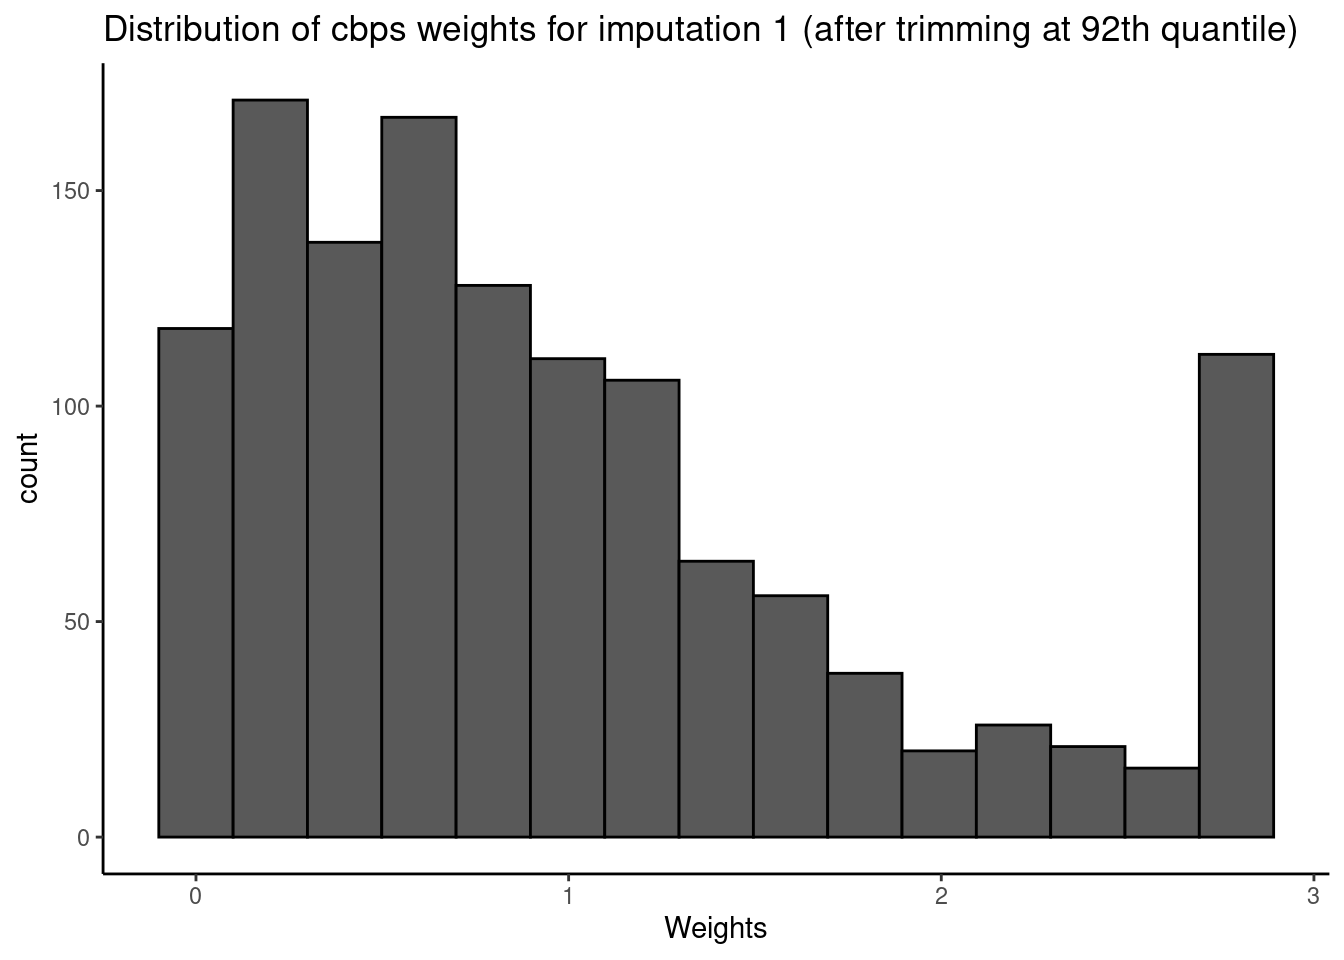 Distribution of cbps weights for imputation 1 (after trimming at 92th quantile)
150
100
50
0
count
0 1 2 3
Weights